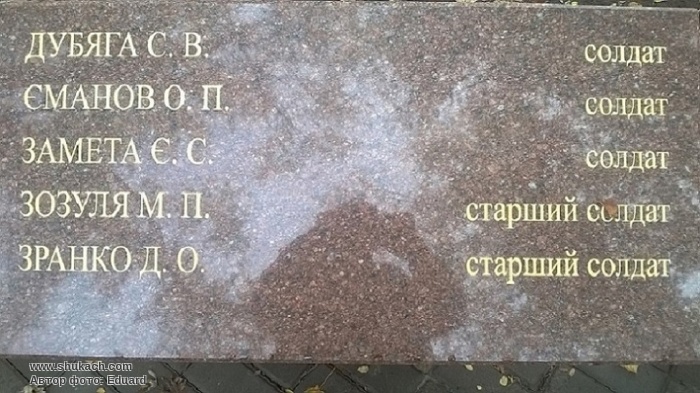 ДУБЯГА С. В. солдат
ЄМАНОВ О. П. солдат
ЗАМЕТА Є. С. солдат
ЗОЗУЛЯ М. П. старший солдат
ЗРАНКО Д. О. старший солдат
www.shukach.com
Автор фото: Eduard